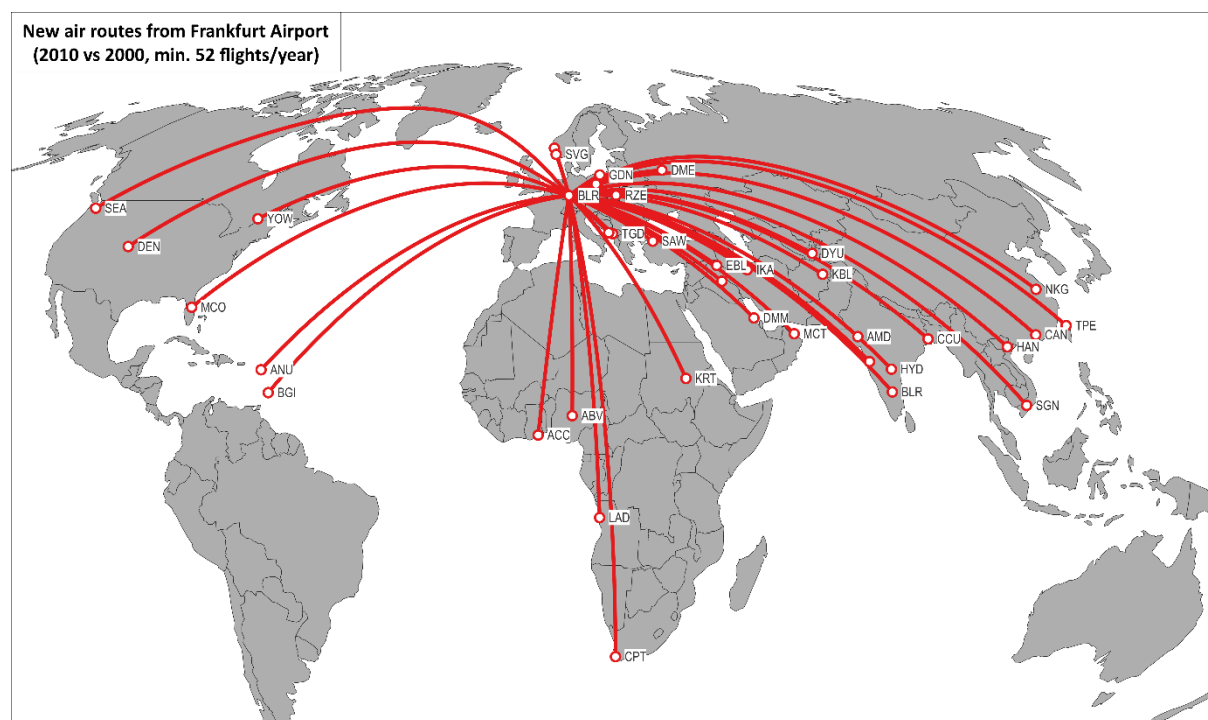 New air routes from Frankfurt Airport
(2010 vs 2000, min. 52 flights/year)
SVG
GDN
DME
BLR
RZE
SEA
YOW
DEN
TGD
SAW
DYU
EBL
IKA
KBL
NKG
MCO
DMM
MCT
TPE
AMD
CCU
CAN
HAN
ANU
HYD
KRT
BGI
BLR
SGN
ABV
ACC
LAD
CPT